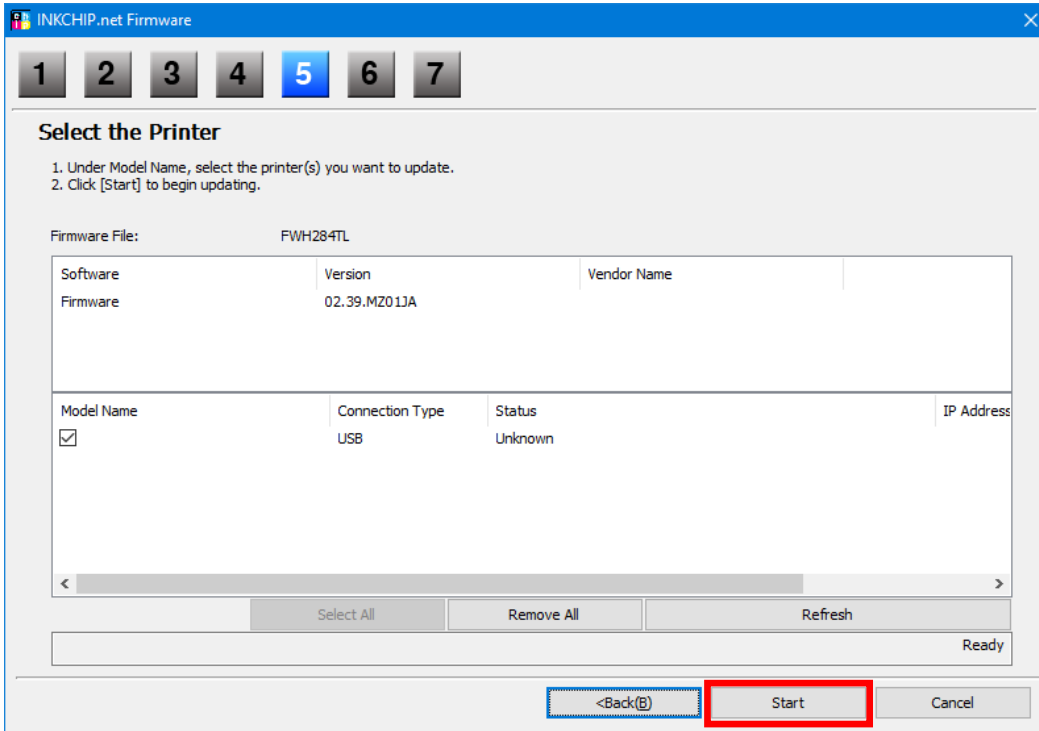 INKCHIP.net Firmware
1 2 3 4 5 6 7
Select the Printer
1. Under Model Name, select the printer(s) you want to update.
2. Click [Start] to begin updating.
Firmware File: FWH284TL
Software Version Vendor Name
Firmware 02.39.MZ01JA
Model Name Connection Type Status IP Address
USB Unknown
Select All Remove All Refresh
Ready
<Back(B) Start Cancel